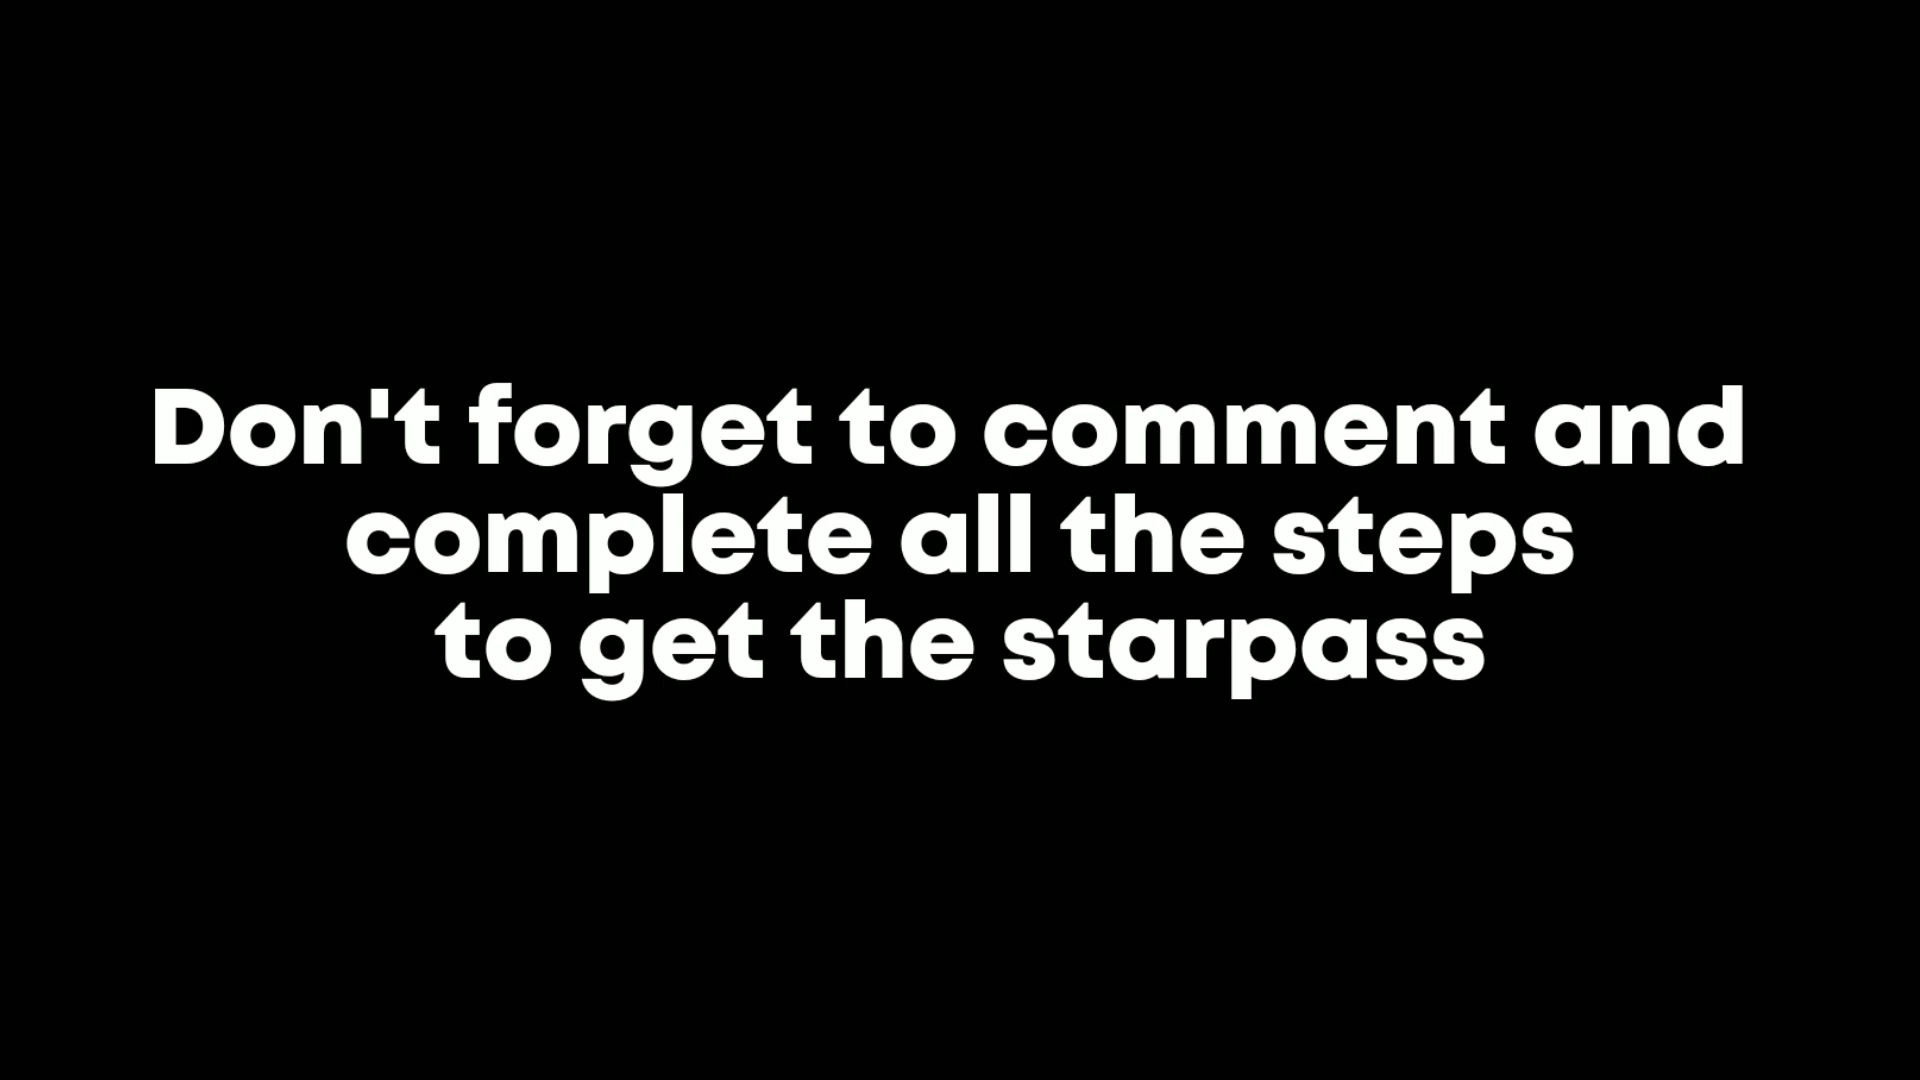 Don't forget to comment and
complete all the steps
to get the starpass